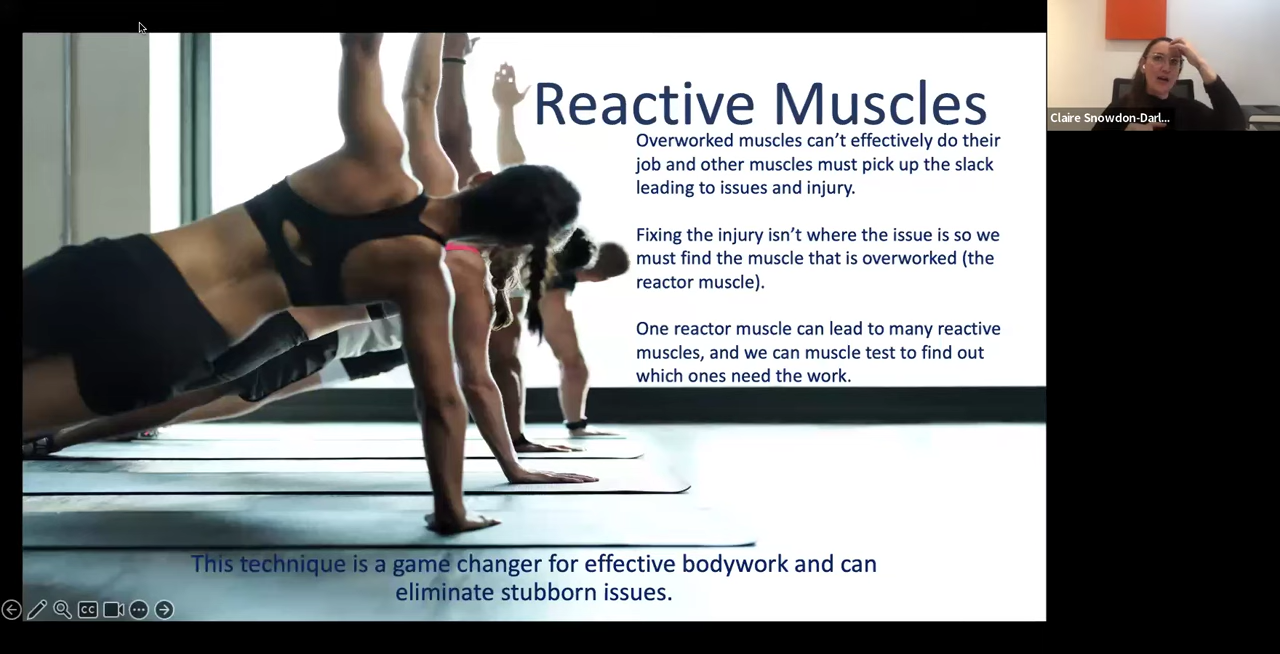 Reactive Muscles
Overworked muscles can't effectively do their
job and other muscles must pick up the slack
leading to issues and injury.
Fixing the injury isn't where the issue is so we
must find the muscle that is overworked (the
reactor muscle).
One reactor muscle can lead to many reactive
muscles, and we can muscle test to find out
which ones need the work.
This technique is a game changer for effective bodywork and can
eliminate stubborn issues.
Claire Snowdon-Darl...
CC